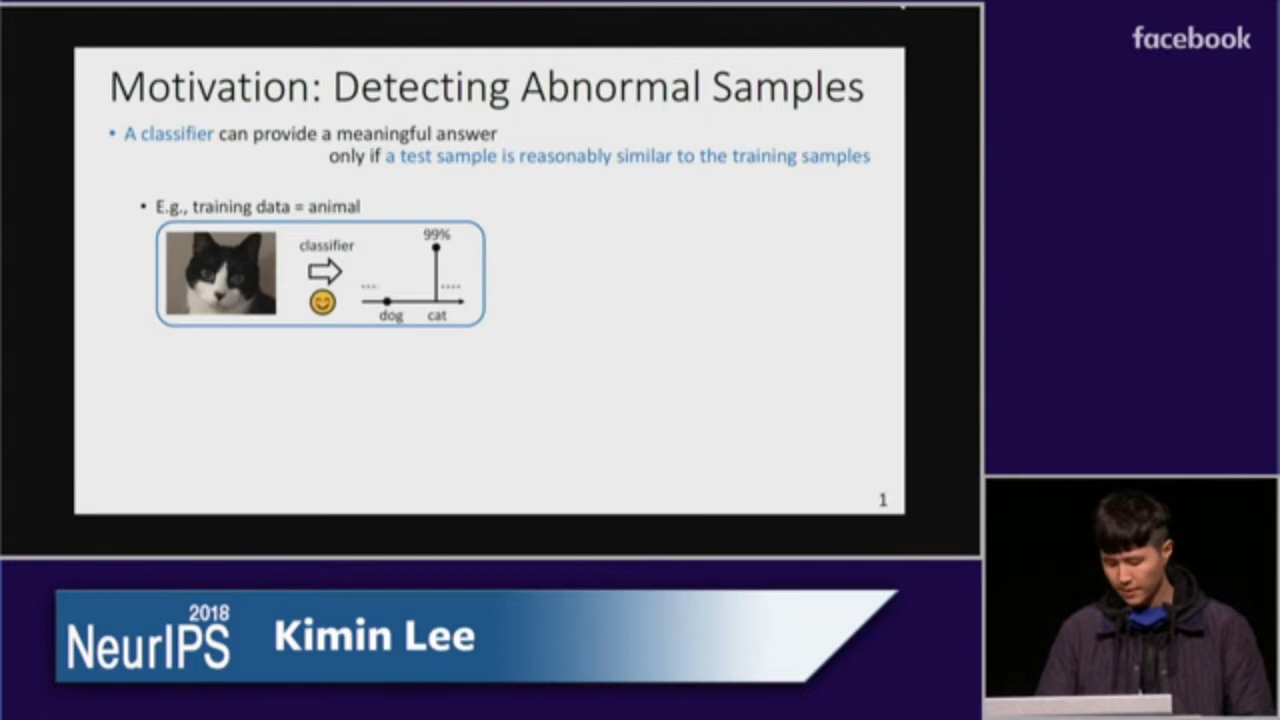 facebook
Motivation: Detecting Abnormal Samples
• A classifier can provide a meaningful answer
only if a test sample is reasonably similar to the training samples
• E.g., training data = animal
classifier
99%
....
....
dog
cat
1
2018
NeurIPS
Kimin Lee